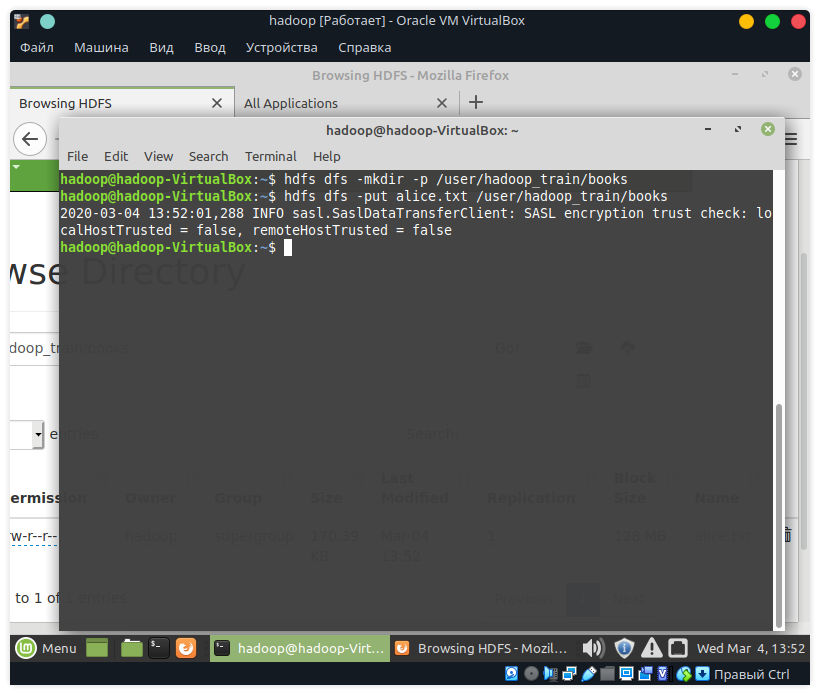 hadoop [Работает] - Oracle VM VirtualBox
Файл Машина Вид Ввод Устройства Справка
Browsing HDFS - Mozilla Firefox
Browsing HDFS All Applications
hadoop@hadoop-VirtualBox: ~
File Edit View Search Terminal Help
hadoop@hadoop-VirtualBox:~$ hdfs dfs -mkdir -p /user/hadoop_train/books
hadoop@hadoop-VirtualBox:~$ hdfs dfs -put alice.txt /user/hadoop_train/books
2020-03-04 13:52:01,288 INFO sasl.SaslDataTransferClient: SASL encryption trust check: lo
calHostTrusted = false, remoteHostTrusted = false
hadoop@hadoop-VirtualBox:~$
wse Directory
doop_train/books Go!
entries Search:
ermission Owner Group Size Last Modified Replication Block Size Name
rw-r--r-- hadoop supergroup 170.39 KB Mar 04 13:52 1 128 MB alice.txt
to 1 of 1 entries Previous 1 Next
Menu hadoop@hadoop-Virt... Browsing HDFS - Mozil... Wed Mar 4, 13:52
Правый Ctrl